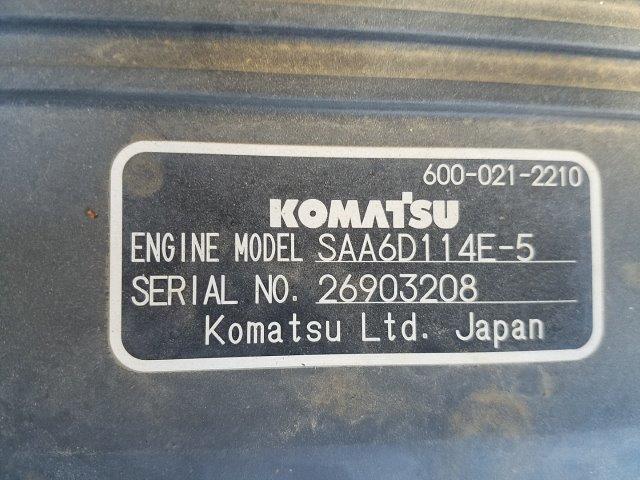 600-021-2210
KOMATSU
ENGINE MODEL SAA6D114E-5
SERIAL NO. 26903208
Komatsu Ltd. Japan